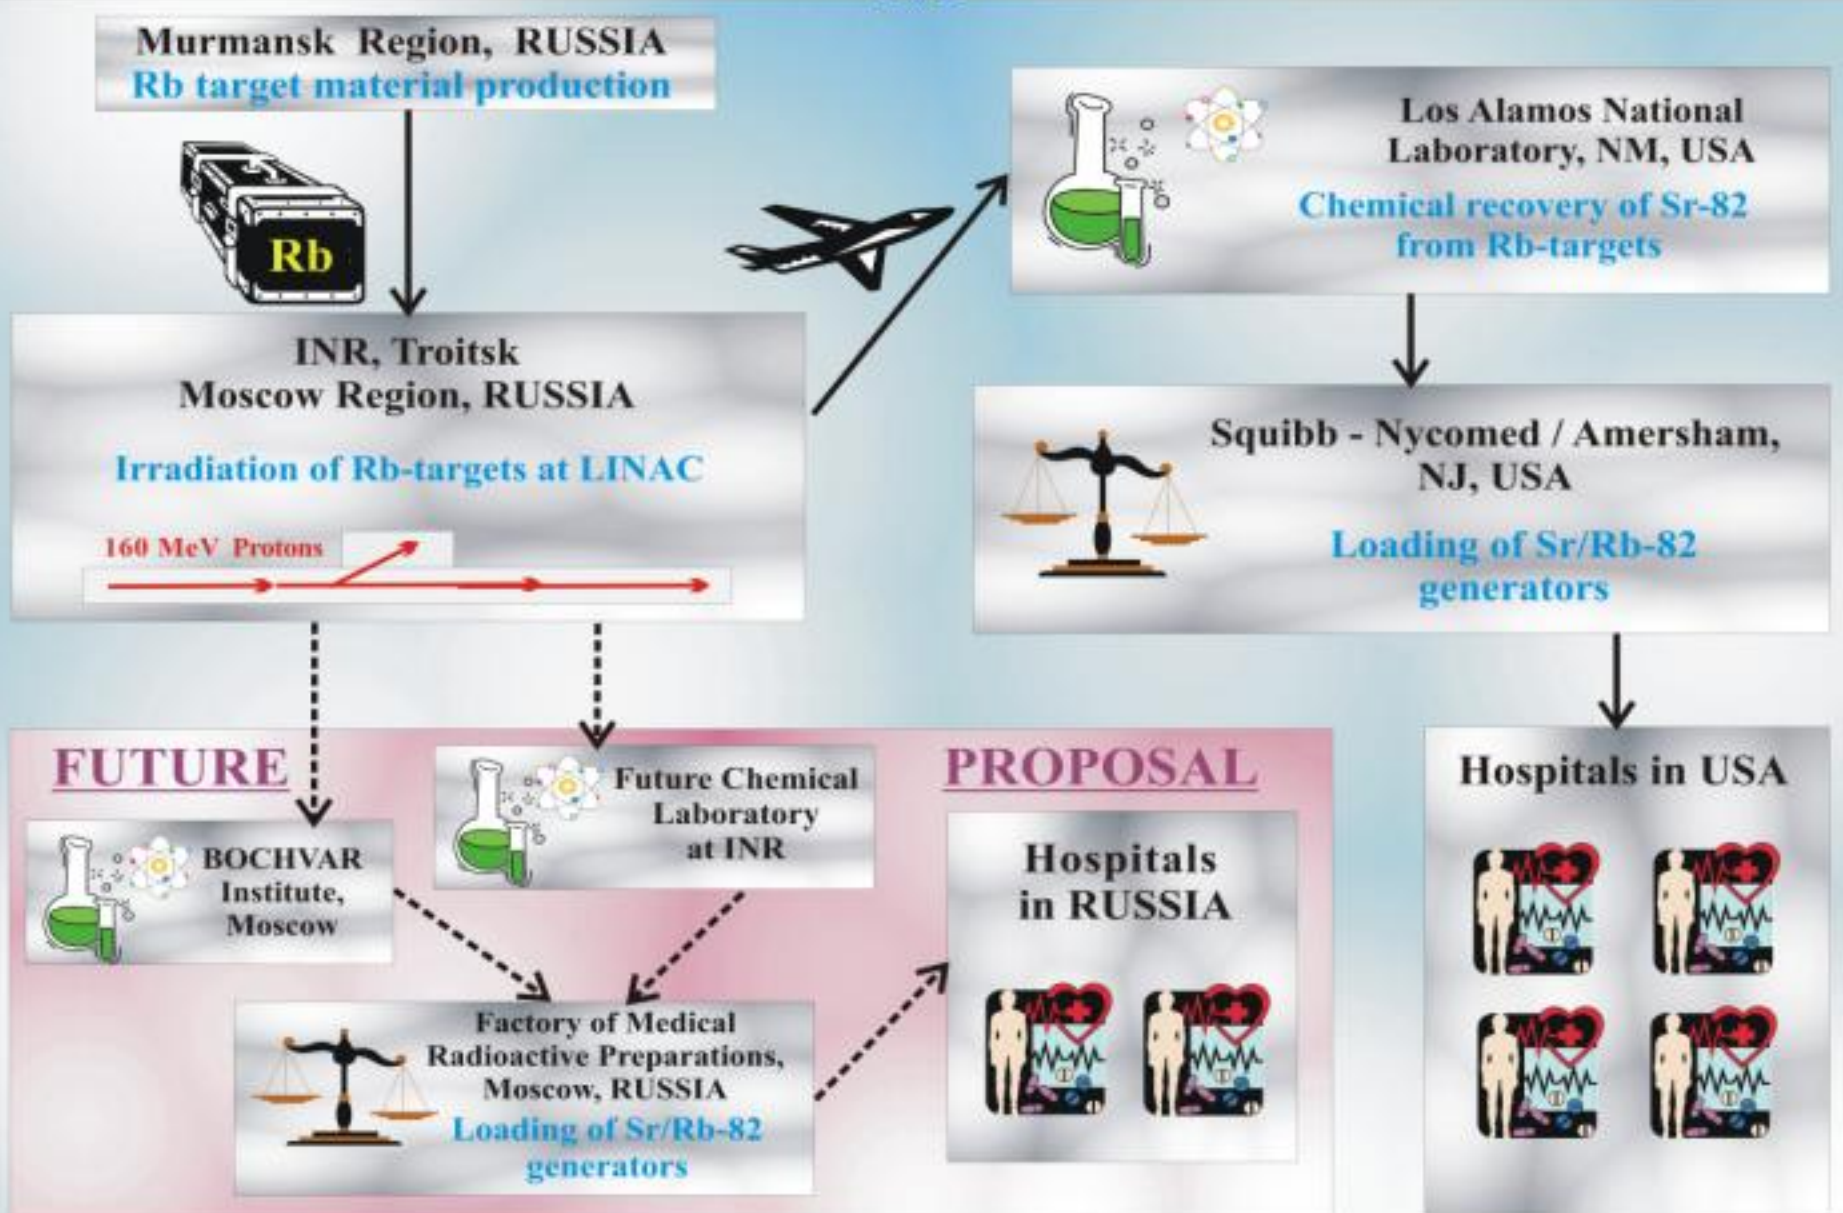 Murmansk Region, RUSSIA
Rb target material production
Rb
INR, Troitsk
Moscow Region, RUSSIA
Irradiation of Rb-targets at LINAC
160 MeV Protons
Los Alamos National
Laboratory, NM, USA
Chemical recovery of Sr-82
from Rb-targets
Squibb - Nycomed / Amersham,
NJ, USA
Loading of Sr/Rb-82
generators
Hospitals in USA
FUTURE
PROPOSAL
BOCHVAR
Institute,
Moscow
Future Chemical
Laboratory
at INR
Factory of Medical
Radioactive Preparations,
Moscow, RUSSIA
Loading of Sr/Rb-82
generators
Hospitals
in RUSSIA